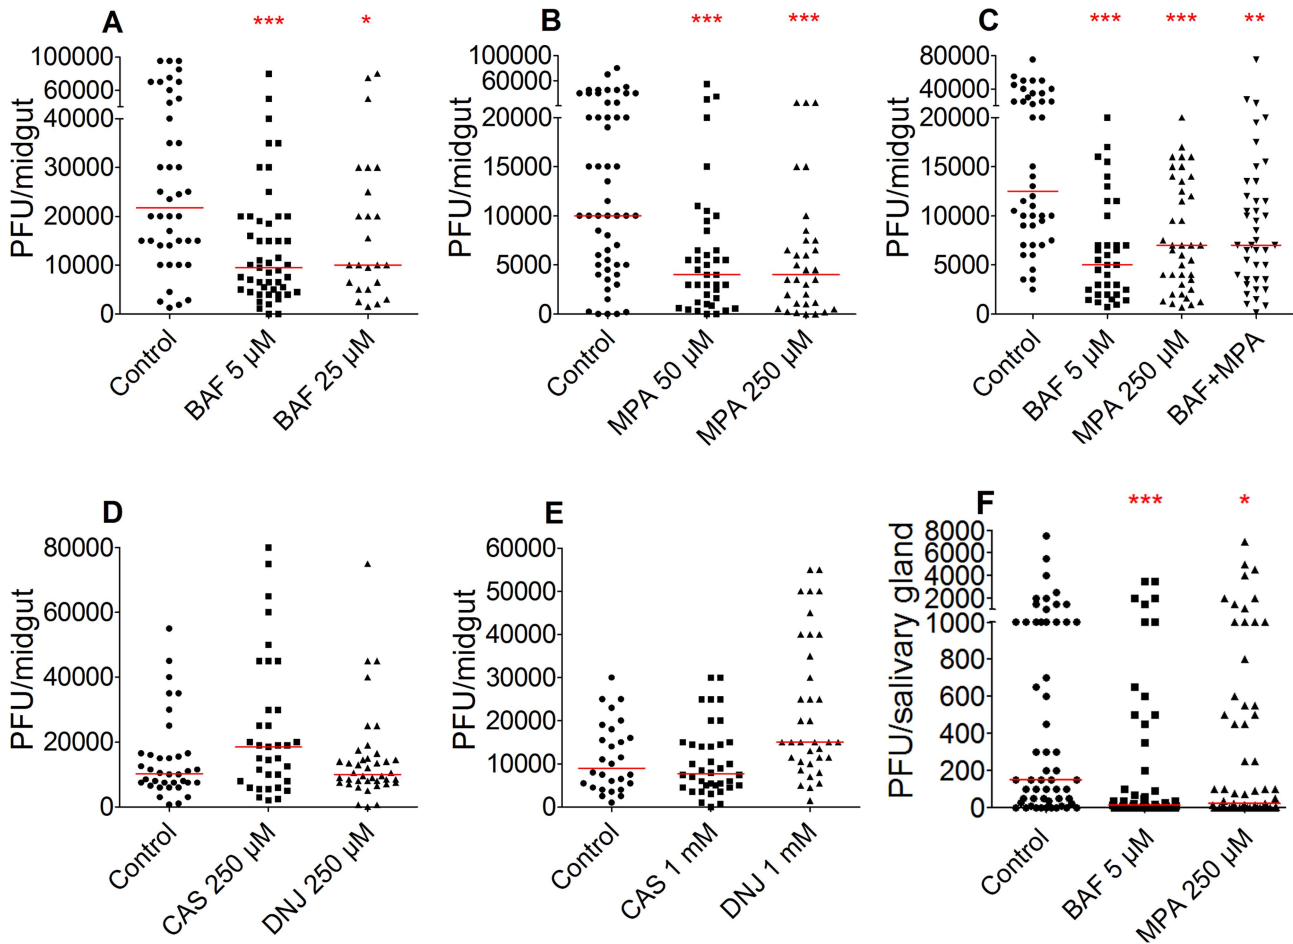 A
***
*
PFU/midgut
100000
80000
60000
40000
30000
20000
10000
0
Control
BAF 5 µM
BAF 25 µM
B
***
***
PFU/midgut
100000
80000
60000
40000
20000
15000
10000
5000
0
Control
MPA 50 µM
MPA 250 µM
C
***
***
**
PFU/midgut
80000
60000
40000
20000
15000
10000
5000
0
Control
BAF 5 µM
MPA 250 µM
BAF+MPA
D
PFU/midgut
80000
60000
40000
20000
0
Control
CAS 250 µM
DNJ 250 µM
E
PFU/midgut
60000
50000
40000
30000
20000
10000
0
Control
CAS 1 mM
DNJ 1 mM
F
***
*
PFU/salivary gland
8000
6000
4000
2000
1000
800
600
400
200
0
Control
BAF 5 µM
MPA 250 µM